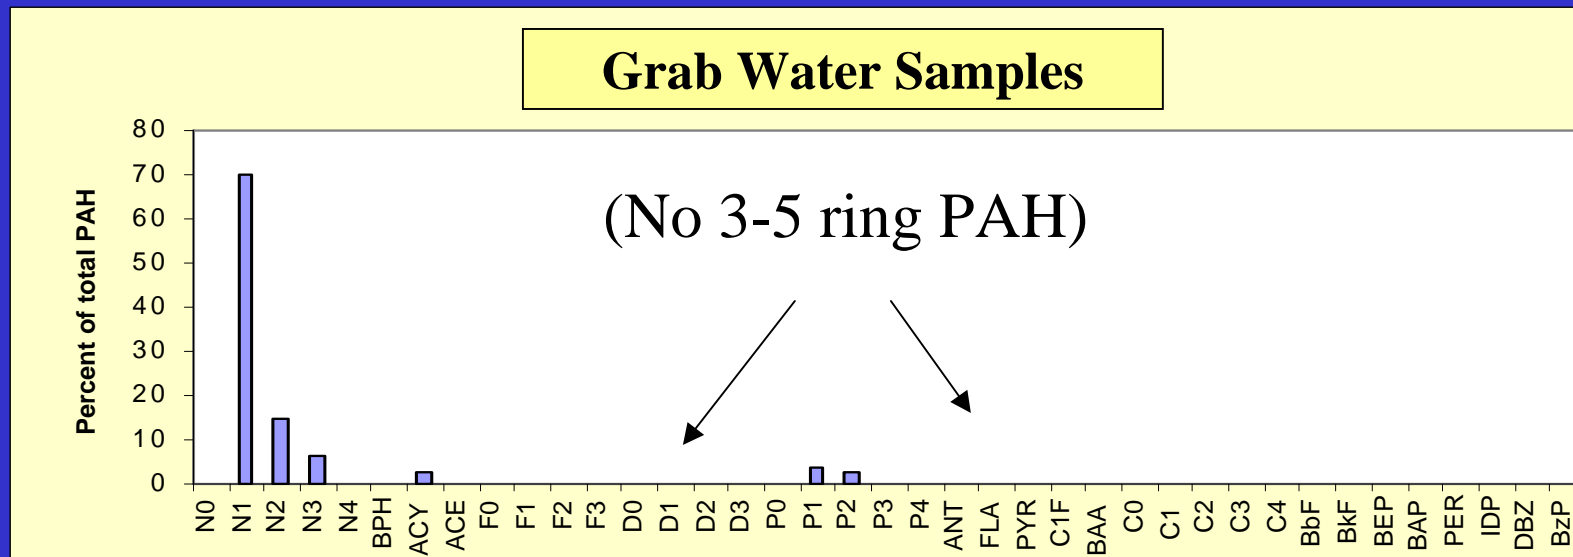 Grab Water Samples
Percent of total PAH
80
70
60
50
40
30
20
10
0
(No 3-5 ring PAH)
N0 N1 N2 N3 N4 BPH ACY ACE F0 F1 F2 F3 D0 D1 D2 D3 P0 P1 P2 P3 P4 ANT FLA PYR C1F BAA C0 C1 C2 C3 C4 BbF BkF BEP BAP PER IDP DBZ BzP